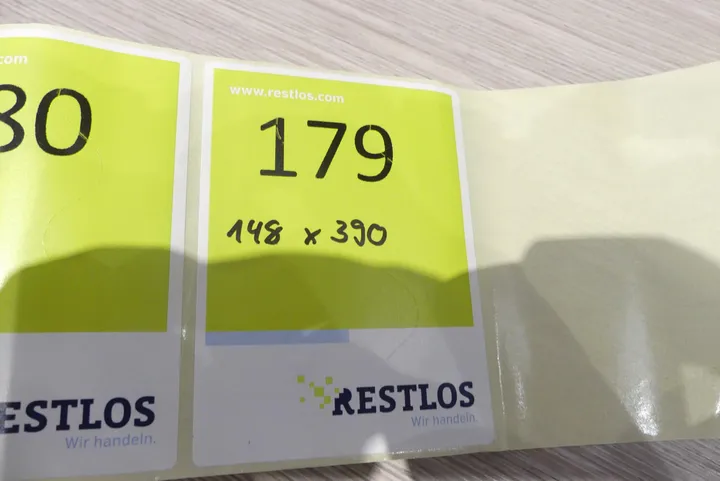 .com
80
ESTLOS
Wir handeln.
www.restlos.com
179
148 x 390
RESTLOS
Wir handeln.